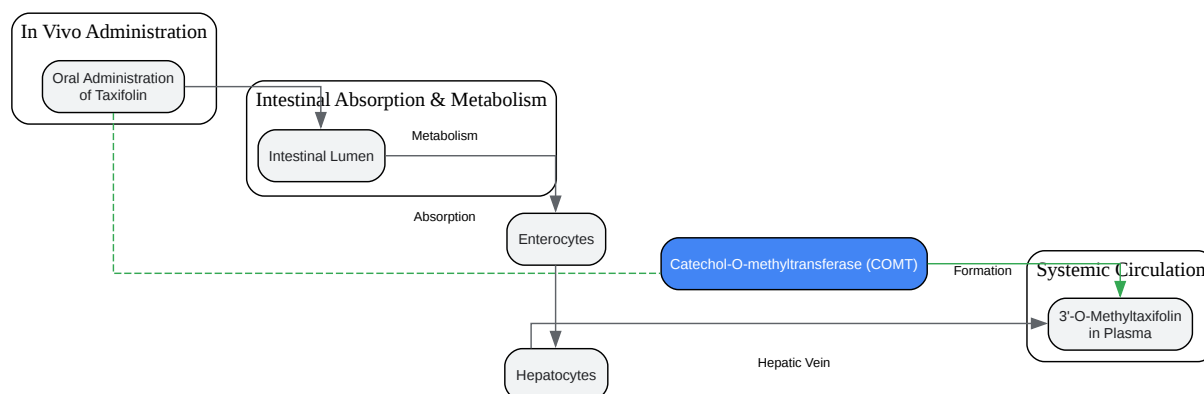 In Vivo Administration
Oral Administration
of Taxifolin
Intestinal Absorption & Metabolism
Intestinal Lumen
Metabolism
Absorption
Enterocytes
Catechol-O-methyltransferase (COMT)
Formation
Systemic Circulation
3'-O-Methyltaxifolin
in Plasma
Hepatic Vein
Hepatocytes